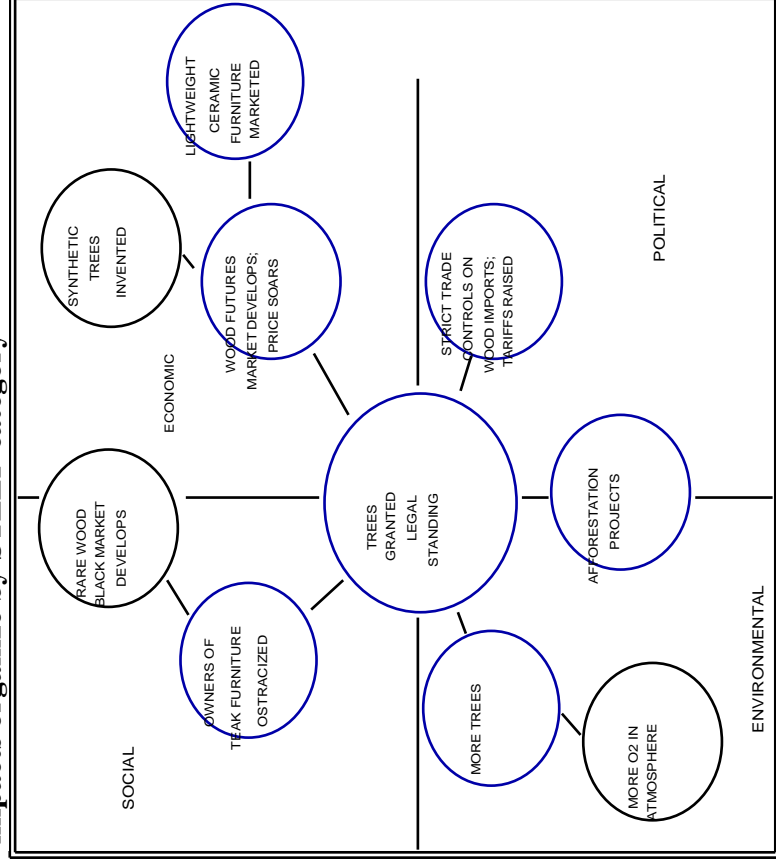 SOCIAL
RARE WOOD
BLACK MARKET
DEVELOPS
ECONOMIC
SYNTHETIC
TREES
INVENTED
LIGHTWEIGHT
CERAMIC
FURNITURE
MARKETED
OWNERS OF
TEAK FURNITURE
OSTRACIZED
WOOD FUTURES
MARKET DEVELOPS;
PRICE SOARS
TREES
GRANTED
LEGAL
STANDING
STRICT TRADE
CONTROLS ON
WOOD IMPORTS;
TARIFFS RAISED
MORE TREES
AFFORESTATION
PROJECTS
POLITICAL
MORE O2 IN
ATMOSPHERE
ENVIRONMENTAL